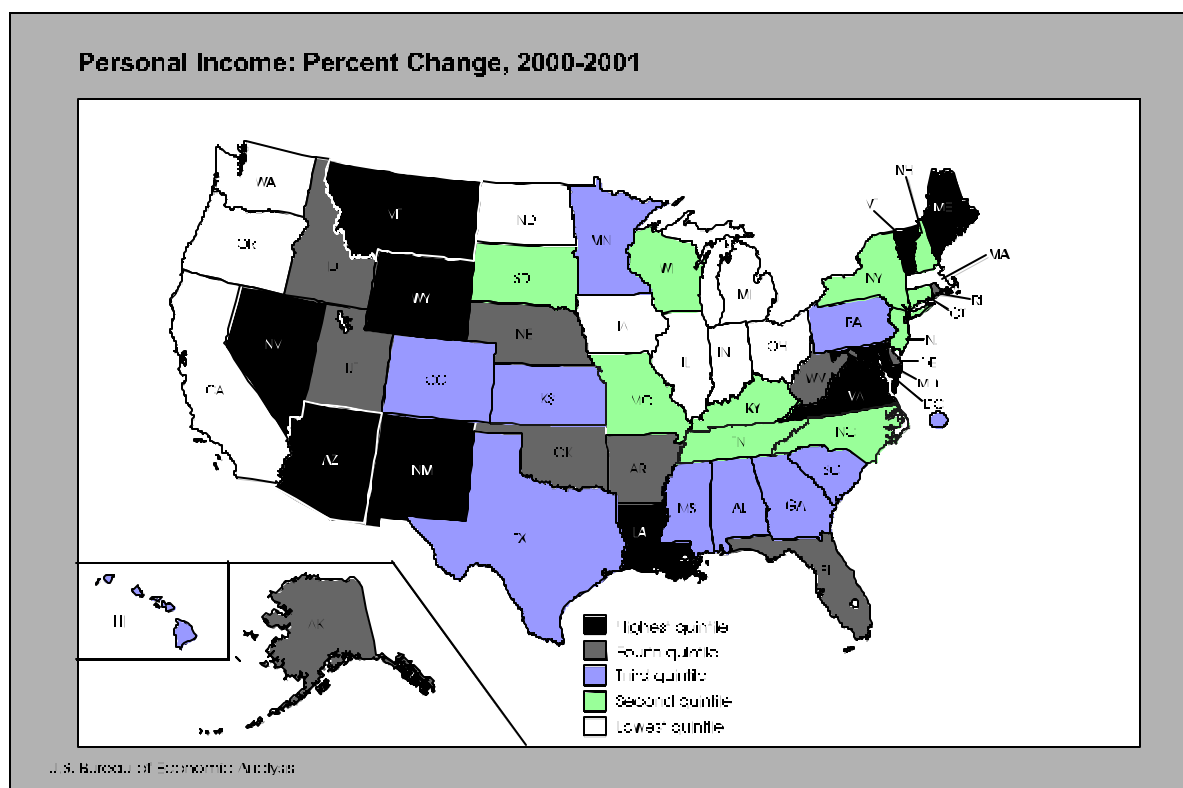 Personal Income: Percent Change, 2000-2001
WA
OR
CA
NV
ID
MT
WY
UT
AZ
CO
NM
ND
SD
NE
KS
OK
TX
MN
IA
MO
AR
LA
WI
IL
MI
IN
OH
KY
TN
MS
AL
GA
FL
SC
NC
VA
WV
PA
NY
VT
NH
ME
MA
RI
CT
NJ
DE
MD
DC
HI
AK
Highest quintile
Fourth quintile
Third quintile
Second quintile
Lowest quintile
U.S. Bureau of Economic Analysis